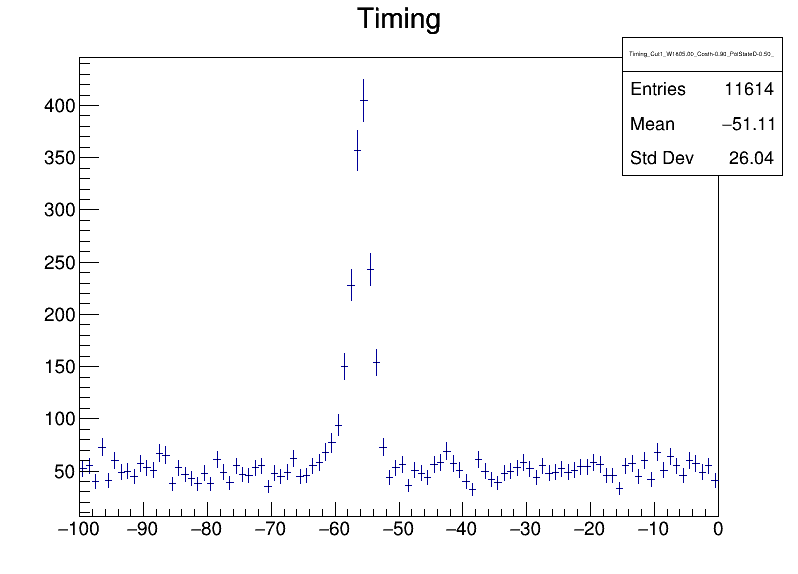 Timing
Timing_Cut1_W1605.00_Costh-0.90_PolStateD-0.50_
Entries 11614
Mean −51.11
Std Dev 26.04
400
350
300
250
200
150
100
50
−100 −90 −80 −70 −60 −50 −40 −30 −20 −10 0